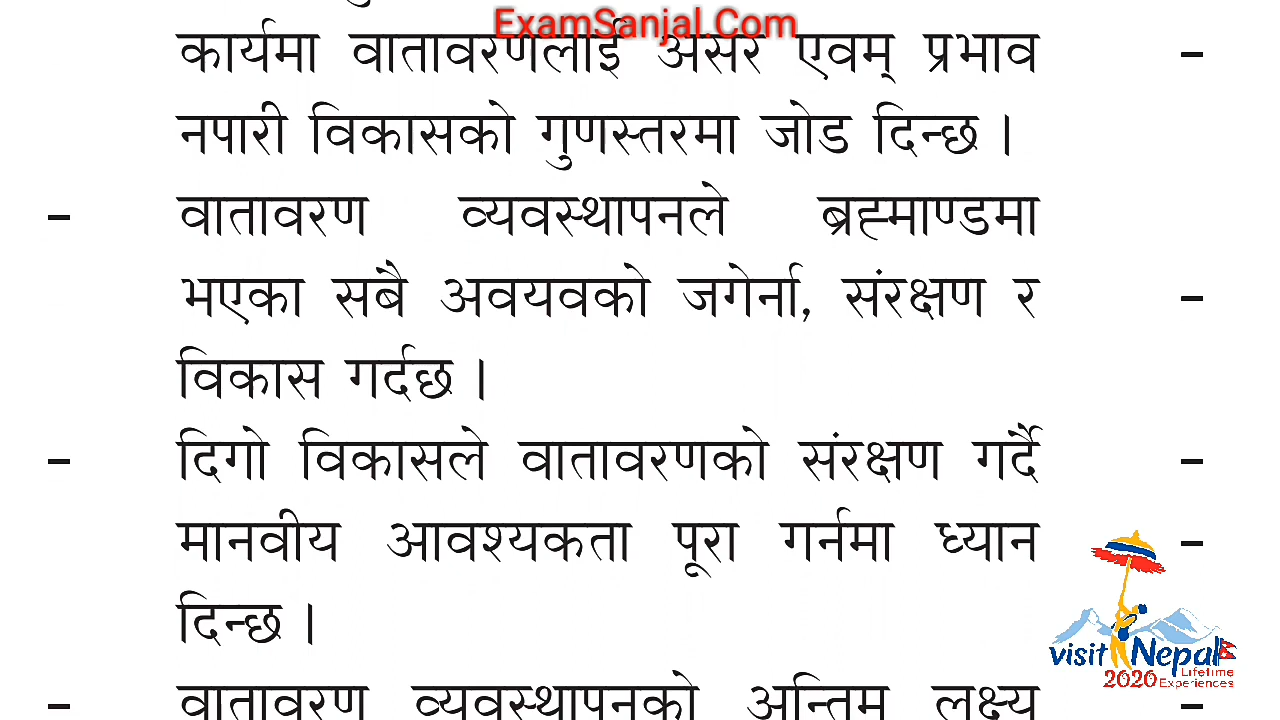 ExamSanjal.Com
कार्यमा वातावरणलाई असर एवम् प्रभाव -
नपारी विकासको गुणस्तरमा जोड दिन्छ ।
- वातावरण व्यवस्थापनले ब्रह्माण्डमा
भएका सबै अवयवको जगेर्ना, संरक्षण र -
विकास गर्दछ ।
- दिगो विकासले वातावरणको संरक्षण गर्दै -
मानवीय आवश्यकता पूरा गर्नमा ध्यान -
दिन्छ ।
visit Nepal
Lifetime
2020 Experiences
- वातावरण व्यवस्थापनको अन्तिम लक्ष्य -